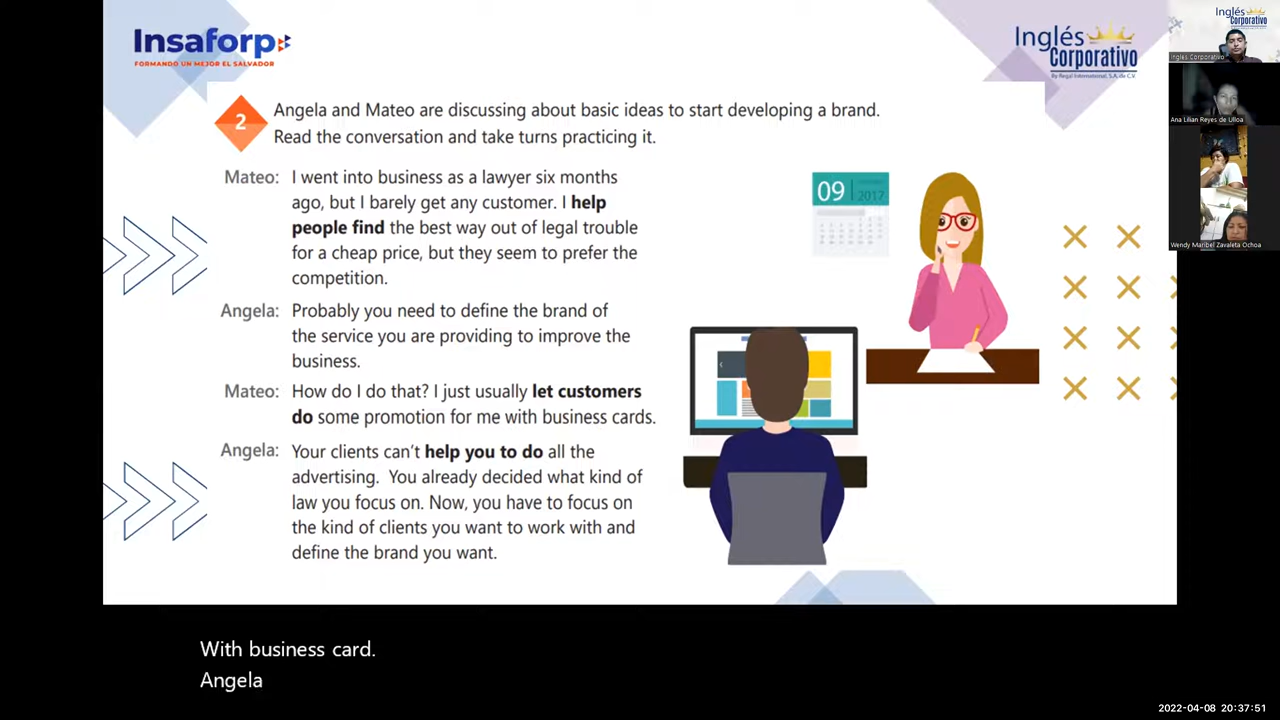 Insaforp
FORMANDO UN MEJOR EL SALVADOR
Inglés
Corporativo
By Regal International, S.A. de C.V.
2
Angela and Mateo are discussing about basic ideas to start developing a brand.
Read the conversation and take turns practicing it.
Mateo: I went into business as a lawyer six months
ago, but I barely get any customer. I help
people find the best way out of legal trouble
for a cheap price, but they seem to prefer the
competition.
Angela: Probably you need to define the brand of
the service you are providing to improve the
business.
Mateo: How do I do that? I just usually let customers
do some promotion for me with business cards.
Angela: Your clients can't help you to do all the
advertising. You already decided what kind of
law you focus on. Now, you have to focus on
the kind of clients you want to work with and
define the brand you want.
09
2017
Inglés
Corporativo
Inglés Corporativo
Ana Lilian Reyes de Ulloa
Wendy Maribel Zavaleta Ochoa
With business card.
Angela
2022-04-08 20:37:51